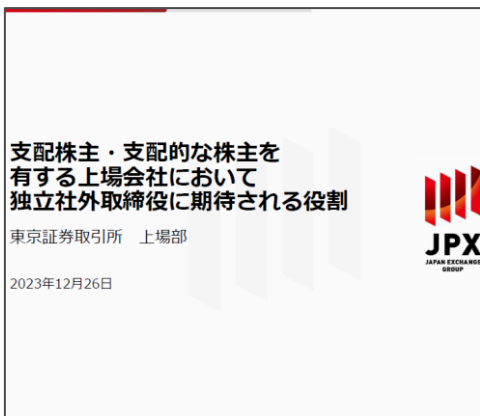 支配株主・支配的な株主を
有する上場会社において
独立社外取締役に期待される役割
東京証券取引所　上場部
2023年12月26日
JPX
JAPAN EXCHANGE
GROUP